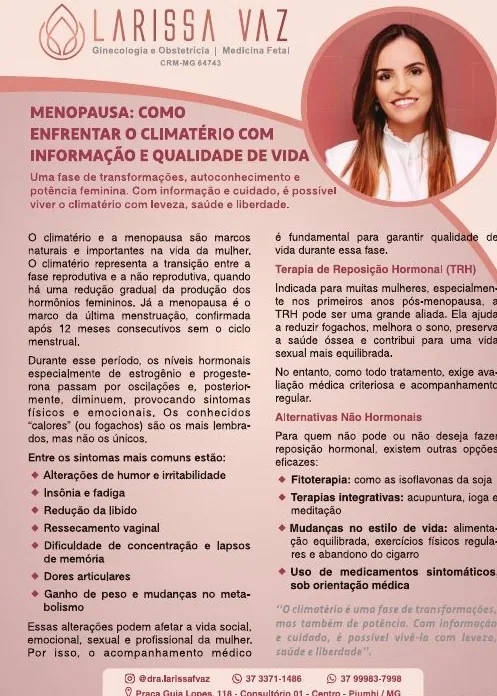 LARISSA VAZ
Ginecologia e Obstetrícia | Medicina Fetal
CRM-MG 64743
MENOPAUSA: COMO
ENFRENTAR O CLIMATÉRIO COM
INFORMAÇÃO E QUALIDADE DE VIDA
Uma fase de transformações, autoconhecimento e
potência feminina. Com informação e cuidado, é possível
viver o climatério com leveza, saúde e liberdade.
O climatério e a menopausa são marcos
naturais e importantes na vida da mulher.
O climatério representa a transição entre a
fase reprodutiva e a não reprodutiva, quando
há uma redução gradual da produção dos
hormônios femininos. Já a menopausa é o
marco da última menstruação, confirmada
após 12 meses consecutivos sem o ciclo
menstrual.
Durante esse período, os níveis hormonais
especialmente de estrogênio e progeste-
rona passam por oscilações e, posterior-
mente, diminuem, provocando sintomas
físicos e emocionais. Os conhecidos
“calores” (ou fogachos) são os mais lembra-
dos, mas não os únicos.
Entre os sintomas mais comuns estão:
Alterações de humor e irritabilidade
Insônia e fadiga
Redução da libido
Ressecamento vaginal
Dificuldade de concentração e lapsos
de memória
Dores articulares
Ganho de peso e mudanças no meta-
bolismo
Essas alterações podem afetar a vida social,
emocional, sexual e profissional da mulher.
Por isso, o acompanhamento médico
é fundamental para garantir qualidade de
vida durante essa fase.
Terapia de Reposição Hormonal (TRH)
Indicada para muitas mulheres, especialmen-
te nos primeiros anos pós-menopausa, a
TRH pode ser uma grande aliada. Ela ajuda
a reduzir fogachos, melhora o sono, preserva
a saúde óssea e contribui para uma vida
sexual mais equilibrada.
No entanto, como todo tratamento, exige ava-
liação médica criteriosa e acompanhamento
regular.
Alternativas Não Hormonais
Para quem não pode ou não deseja fazer
reposição hormonal, existem outras opções
eficazes:
Fitoterapia: como as isoflavonas da soja
Terapias integrativas: acupuntura, ioga e
meditação
Mudanças no estilo de vida: alimenta-
ção equilibrada, exercícios físicos regula-
res e abandono do cigarro
Uso de medicamentos sintomáticos,
sob orientação médica
“O climatério é uma fase de transformações,
mas também de potência. Com informação
e cuidado, é possível vivê-la com leveza,
saúde e liberdade”.
@dra.larissafvaz 37 3371-1486 37 99983-7998
Praça Guia Lopes, 118 - Consultório 01 - Centro - Piumhi / MG